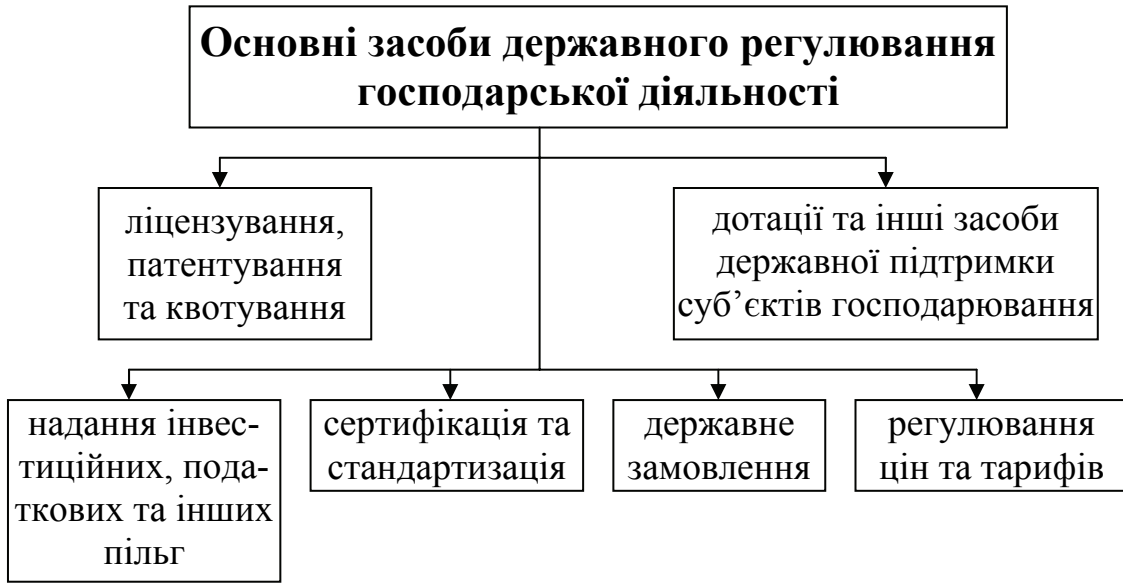 Основні засоби державного регулювання
господарської діяльності
ліцензування,
патентування
та квотування
дотації та інші засоби
державної підтримки
суб’єктів господарювання
надання інвес-
тиційних, пода-
ткових та інших
пільг
сертифікація та
стандартизація
державне
замовлення
регулювання
цін та тарифів